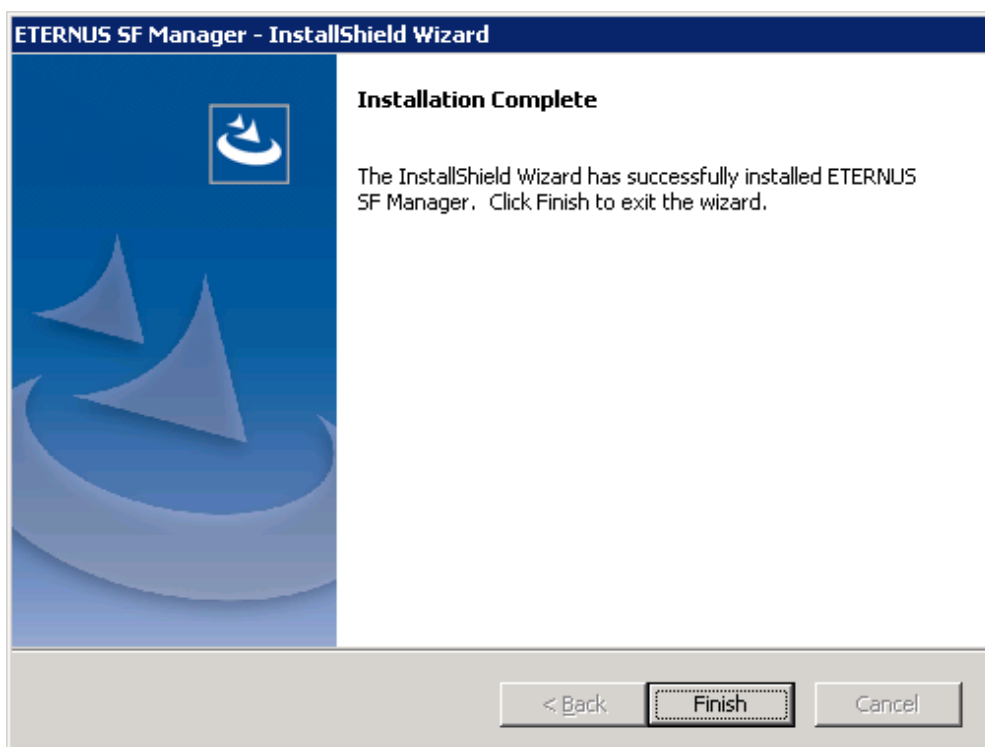 ETERNUS SF Manager - InstallShield Wizard
Installation Complete
The InstallShield Wizard has successfully installed ETERNUS
SF Manager. Click Finish to exit the wizard.
< Back
Finish
Cancel